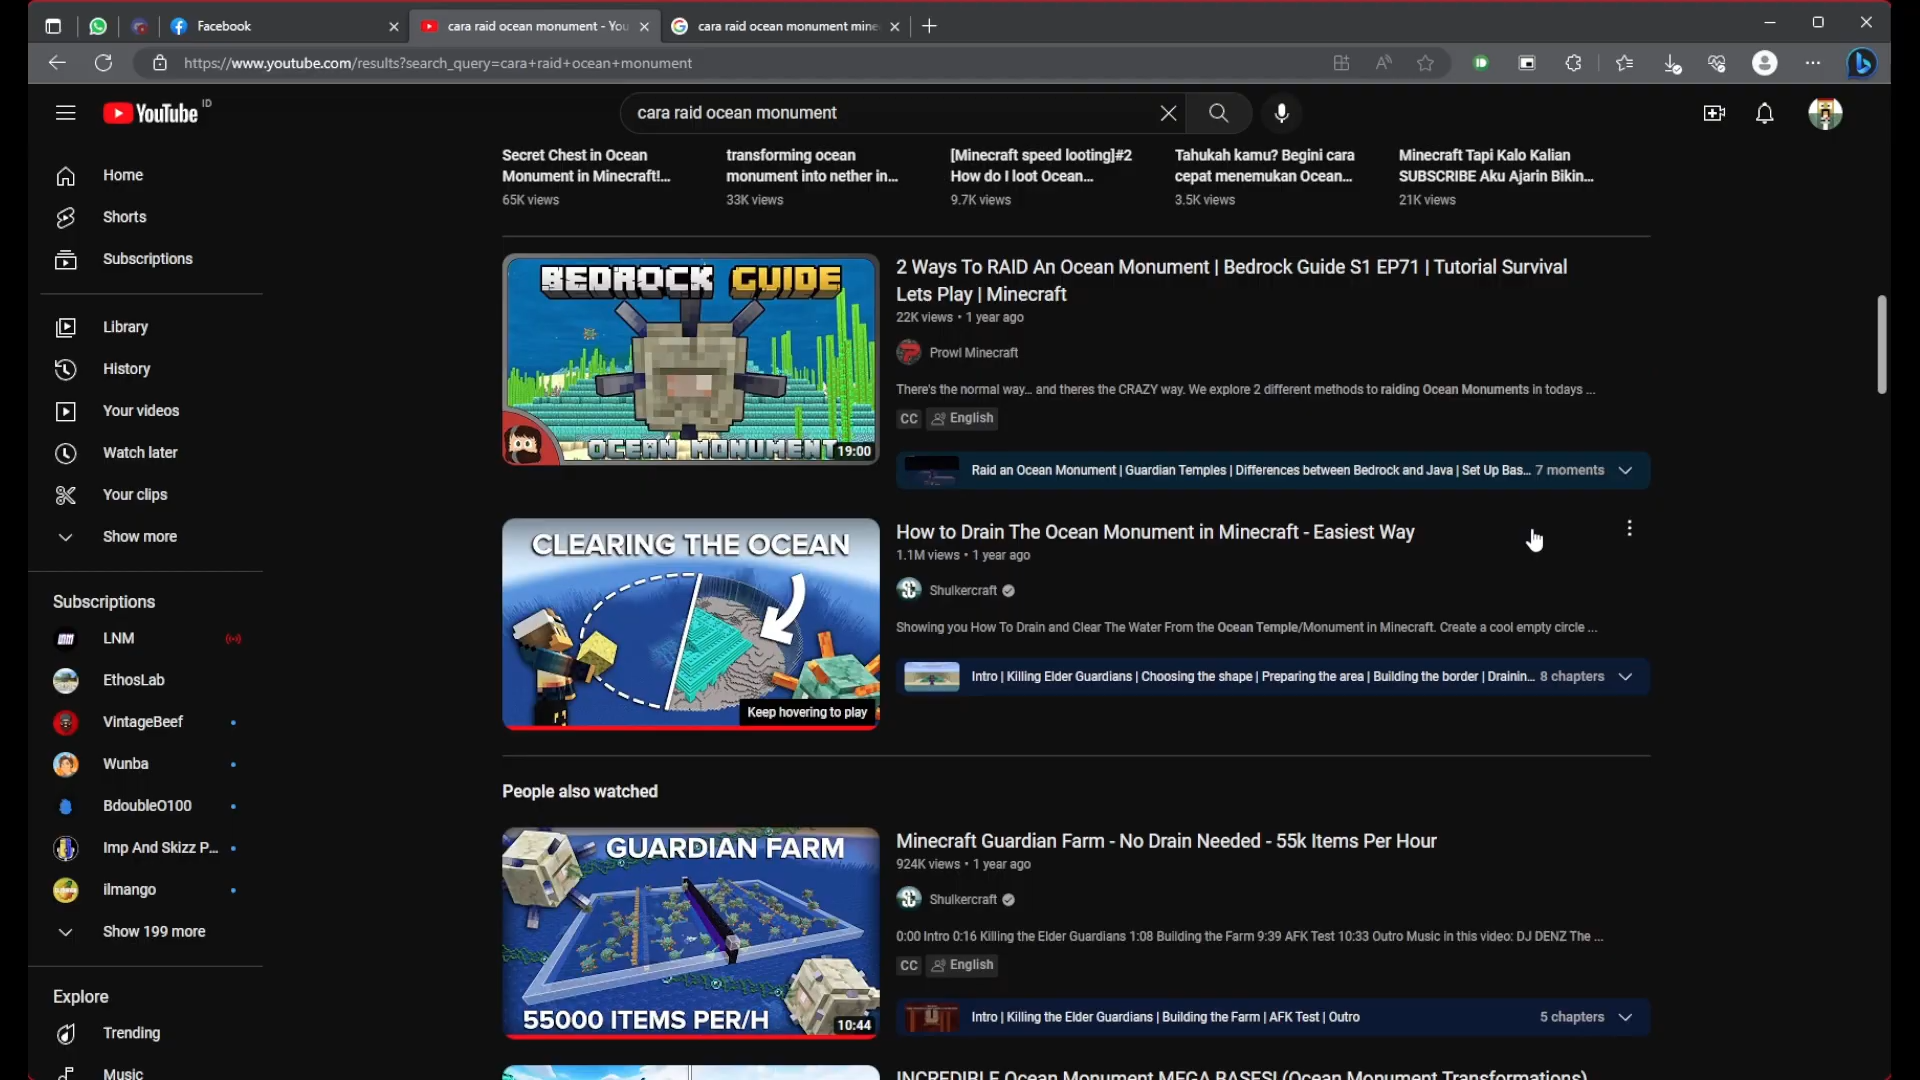 Facebook
cara raid ocean monument - You
cara raid ocean monument mine
https://www.youtube.com/results?search_query=cara+raid+ocean+monument
YouTube ID
cara raid ocean monument
Home
Shorts
Subscriptions
Library
History
Your videos
Watch later
Your clips
Show more
Subscriptions
LNM
EthosLab
VintageBeef
Wunba
BdoubleO100
Imp And Skizz P...
ilmango
Show 199 more
Explore
Trending
Music
Secret Chest in Ocean
Monument in Minecraft!...
65K views
transforming ocean
monument into nether in...
33K views
[Minecraft speed looting]#2
How do I loot Ocean...
9.7K views
Tahukah kamu? Begini cara
cepat menemukan Ocean...
3.5K views
Minecraft Tapi Kalo Kalian
SUBSCRIBE Aku Ajarin Bikin...
21K views
BEDROCK GUIDE
OCEAN MONUMENT
19:00
2 Ways To RAID An Ocean Monument | Bedrock Guide S1 EP71 | Tutorial Survival
Lets Play | Minecraft
22K views • 1 year ago
Prowl Minecraft
There's the normal way... and theres the CRAZY way. We explore 2 different methods to raiding Ocean Monuments in todays ...
CC English
Raid an Ocean Monument | Guardian Temples | Differences between Bedrock and Java | Set Up Bas... 7 moments
CLEARING THE OCEAN
Keep hovering to play
How to Drain The Ocean Monument in Minecraft - Easiest Way
1.1M views • 1 year ago
Shulkercraft
Showing you How To Drain and Clear The Water From the Ocean Temple/Monument in Minecraft. Create a cool empty circle ...
Intro | Killing Elder Guardians | Choosing the shape | Preparing the area | Building the border | Drainin... 8 chapters
People also watched
GUARDIAN FARM
55000 ITEMS PER/H
10:44
Minecraft Guardian Farm - No Drain Needed - 55k Items Per Hour
924K views • 1 year ago
Shulkercraft
0:00 Intro 0:16 Killing the Elder Guardians 1:08 Building the Farm 9:39 AFK Test 10:33 Outro Music in this video: DJ DENZ The ...
CC English
Intro | Killing the Elder Guardians | Building the Farm | AFK Test | Outro 5 chapters
INCREDIBLE Ocean Monument MEGA BASES! (Ocean Monument Transformations)